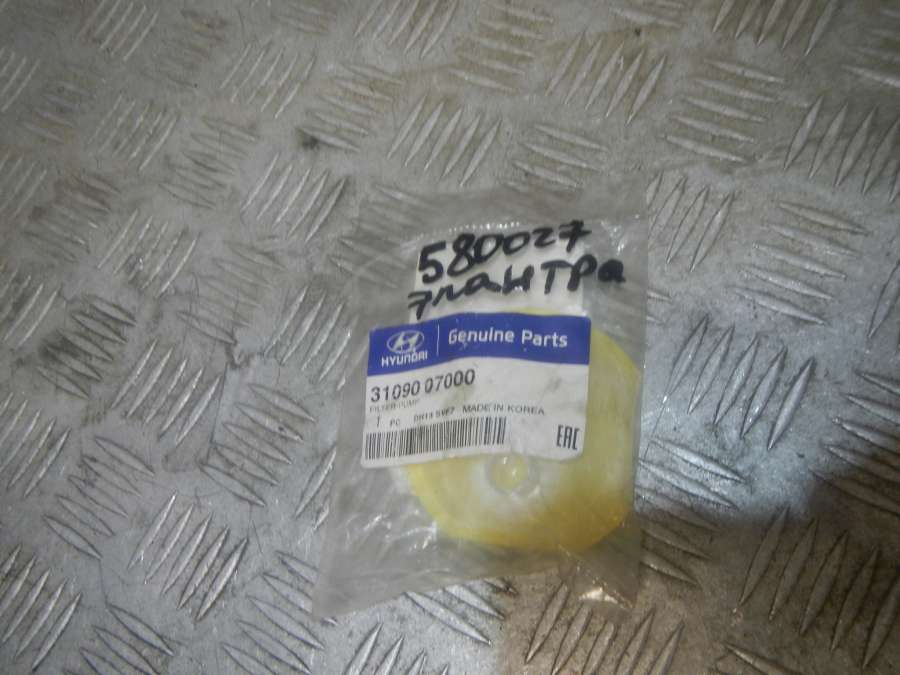 580027
Элантра
HYUNDAI
Genuine Parts
31090 07000
FILTER-PUMP
1 PC MADE IN KOREA
EAC